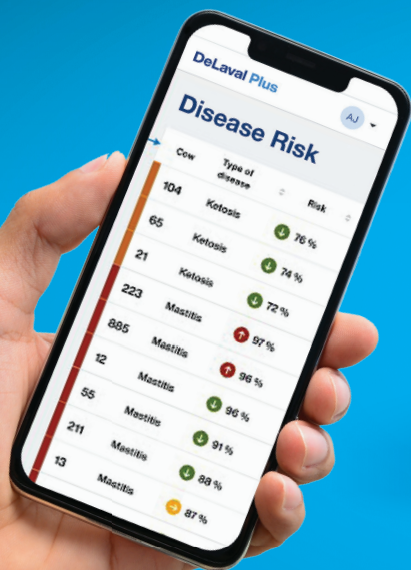 DeLaval Plus
AJ
Disease Risk
Cow Type of disease Risk
104 Ketosis 76 %
65 Ketosis 74 %
21 Ketosis 72 %
223 Mastitis 97 %
885 Mastitis 96 %
12 Mastitis 96 %
55 Mastitis 91 %
211 Mastitis 88 %
13 Mastitis 87 %